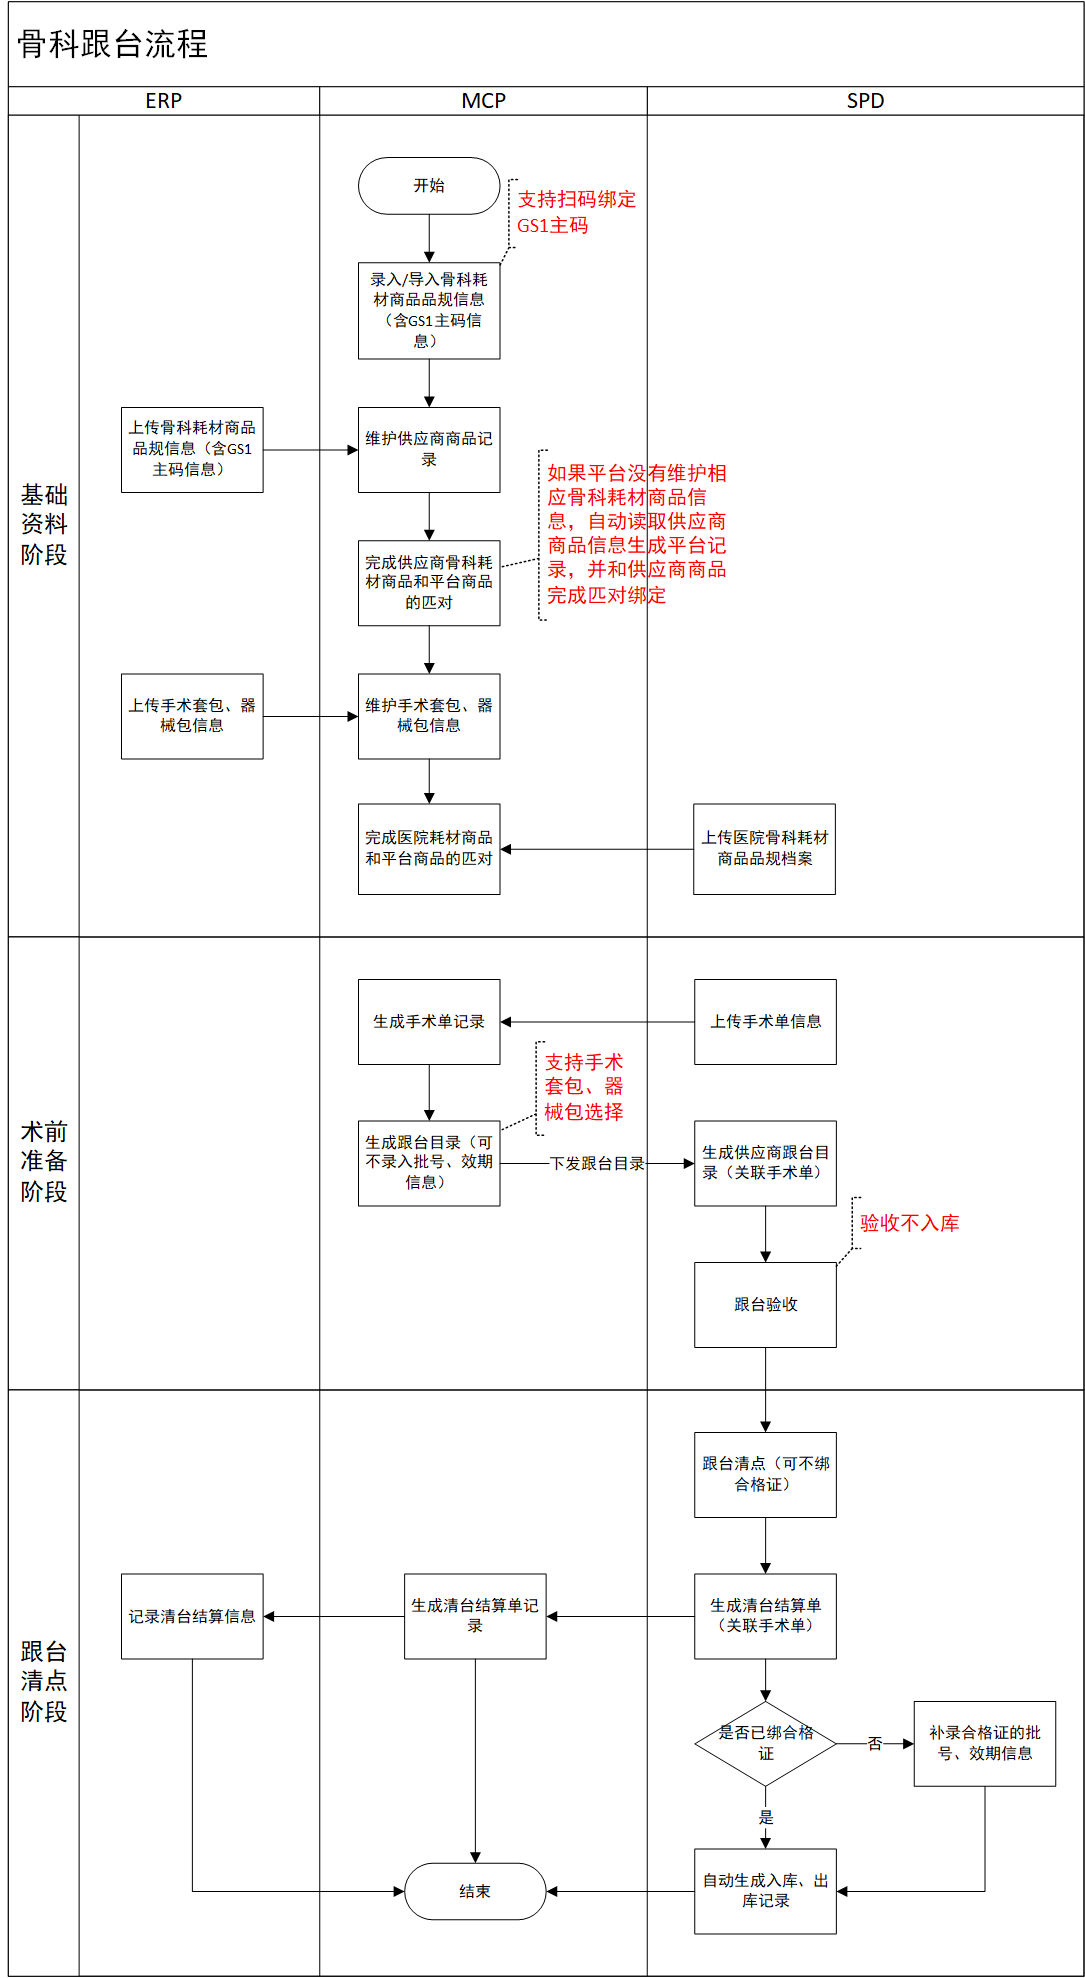 骨科跟台流程
ERP
MCP
SPD
基础
资料
阶段
开始
支持扫码绑定
GS1主码
录入/导入骨科耗
材商品品规信息
（含GS1主码信
息）
上传骨科耗材商品
品规信息（含GS1
主码信息）
维护供应商商品记
录
如果平台没有维护相
应骨科耗材商品信
息，自动读取供应商
商品信息生成平台记
录，并和供应商商品
完成匹对绑定
完成供应商骨科耗
材商品和平台商品
的匹对
上传手术套包、器
械包信息
维护手术套包、器
械包信息
完成医院耗材商品
和平台商品的匹对
上传医院骨科耗材
商品品规档案
术前
准备
阶段
生成手术单记录
上传手术单信息
支持手术
套包、器
械包选择
生成跟台目录（可
不录入批号、效期
信息）
下发跟台目录
生成供应商跟台目
录（关联手术单）
验收不入库
跟台验收
跟台
清点
阶段
跟台清点（可不绑
合格证）
记录清台结算信息
生成清台结算单记
录
生成清台结算单
（关联手术单）
是否已绑合格
证
否
补录合格证的批
号、效期信息
是
结束
自动生成入库、出
库记录